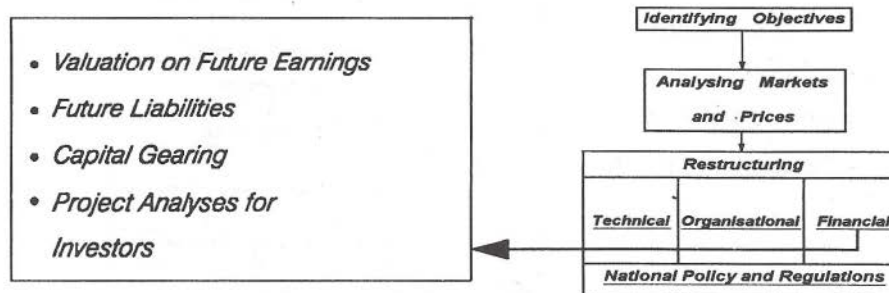 • Valuation on Future Earnings
• Future Liabilities
• Capital Gearing
• Project Analyses for
Investors
Identifying Objectives
Analysing Markets
and Prices
Restructuring
Technical
Organisational
Financial
National Policy and Regulations